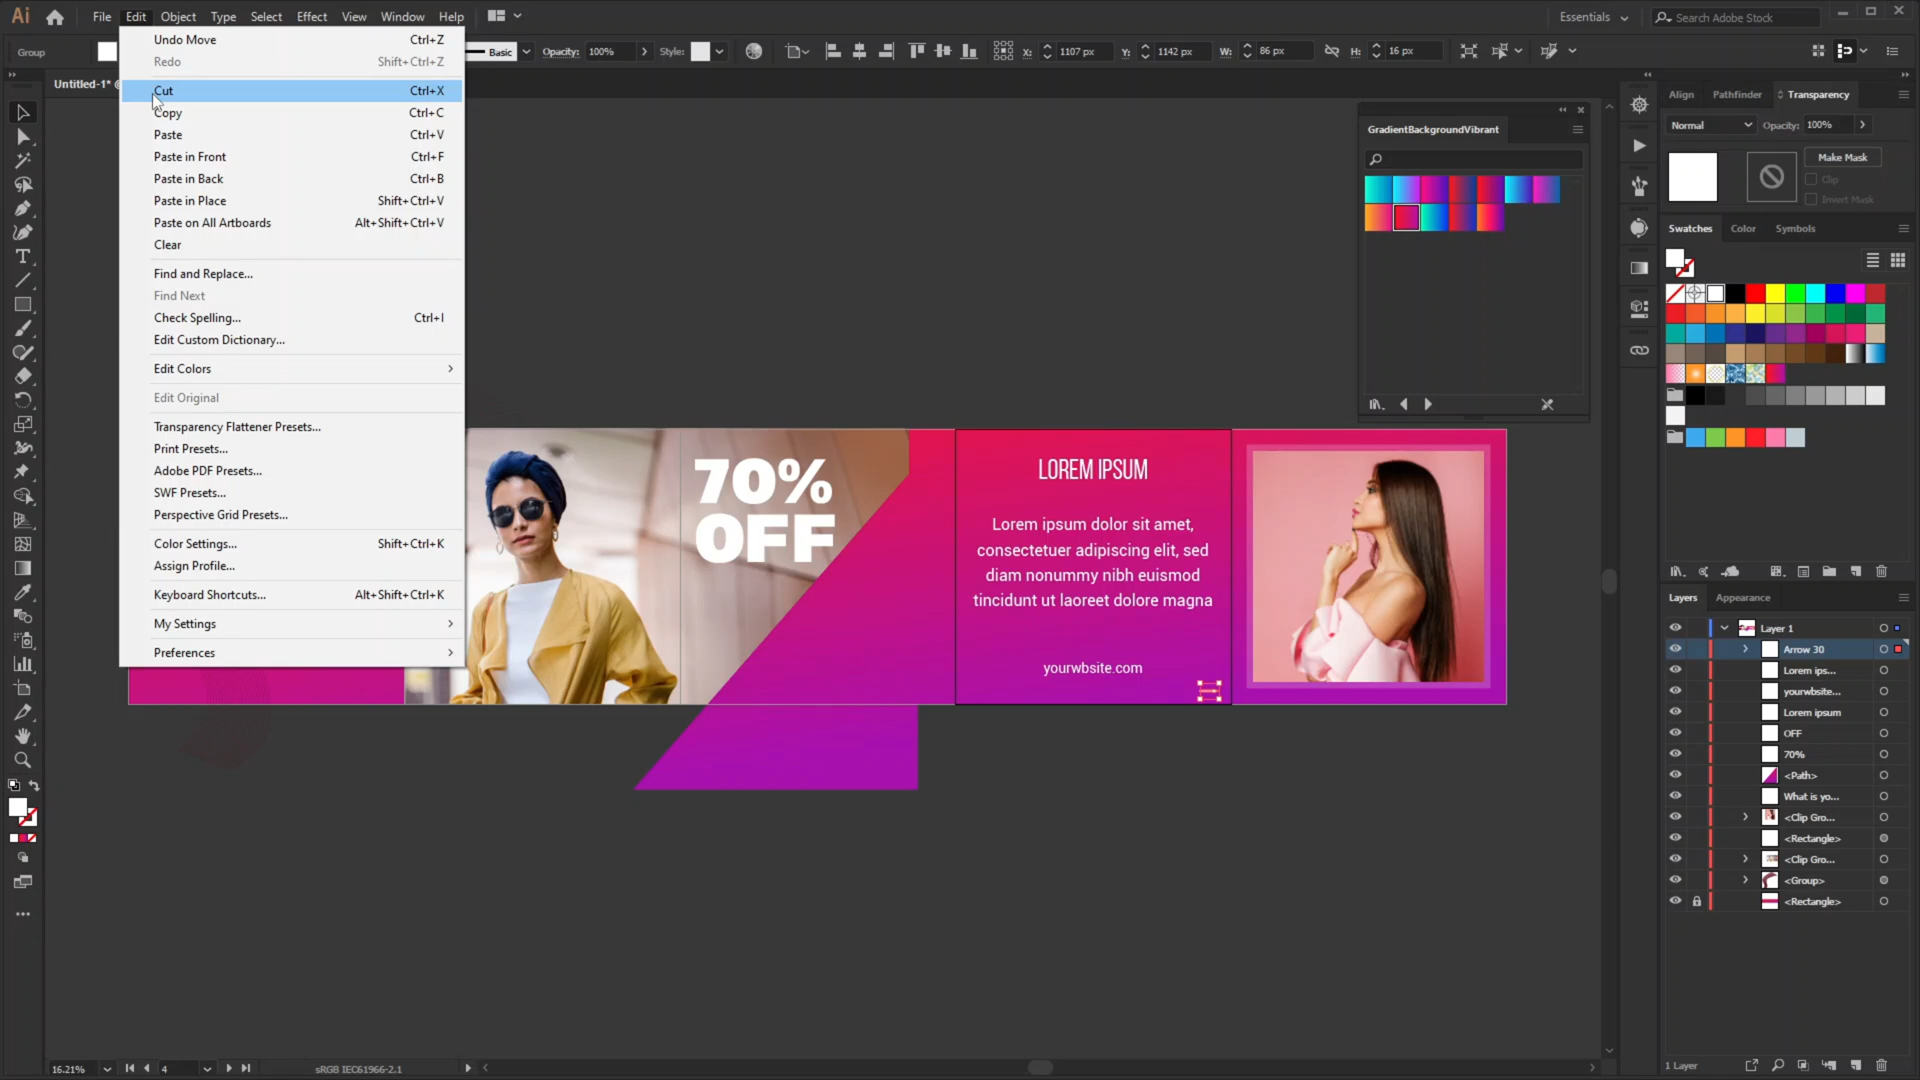 Ai File Edit Object Type Select Effect View Window Help Essentials Search Adobe Stock
Group Basic Opacity: 100% Style: X: 1107 px Y: 1142 px W: 86 px H: 16 px
Untitled-1*
Undo Move Ctrl+Z
Redo Shift+Ctrl+Z
Cut Ctrl+X
Copy Ctrl+C
Paste Ctrl+V
Paste in Front Ctrl+F
Paste in Back Ctrl+B
Paste in Place Shift+Ctrl+V
Paste on All Artboards Alt+Shift+Ctrl+V
Clear
Find and Replace...
Find Next
Check Spelling... Ctrl+I
Edit Custom Dictionary...
Edit Colors
Edit Original
Transparency Flattener Presets...
Print Presets...
Adobe PDF Presets...
SWF Presets...
Perspective Grid Presets...
Color Settings... Shift+Ctrl+K
Assign Profile...
Keyboard Shortcuts... Alt+Shift+Ctrl+K
My Settings
Preferences
70%
OFF
LOREM IPSUM
Lorem ipsum dolor sit amet,
consectetuer adipiscing elit, sed
diam nonummy nibh euismod
tincidunt ut laoreet dolore magna
yourwbsite.com
GradientBackgroundVibrant
Align Pathfinder Transparency
Normal Opacity: 100%
Make Mask
Clip
Invert Mask
Swatches Color Symbols
Layers Appearance
Layer 1
Arrow 30
Lorem ips...
yourwbsite...
Lorem ipsum
OFF
70%
<Path>
What is yo...
<Clip Gro...
<Rectangle>
<Clip Gro...
<Group>
<Rectangle>
1 Layer
16.21% 4 sRGB IEC61966-2.1